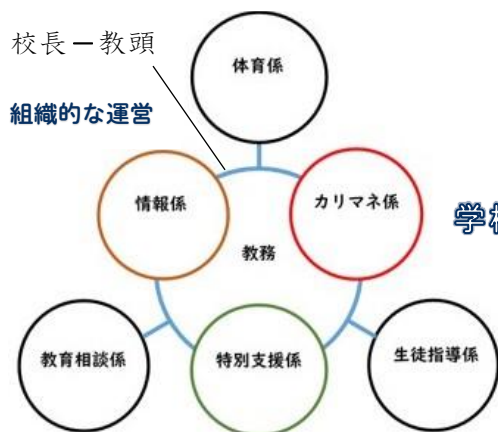 校長－教頭
体育係
組織的な運営
情報係
カリマネ係
学
教務
教育相談係
特別支援係
生徒指導係